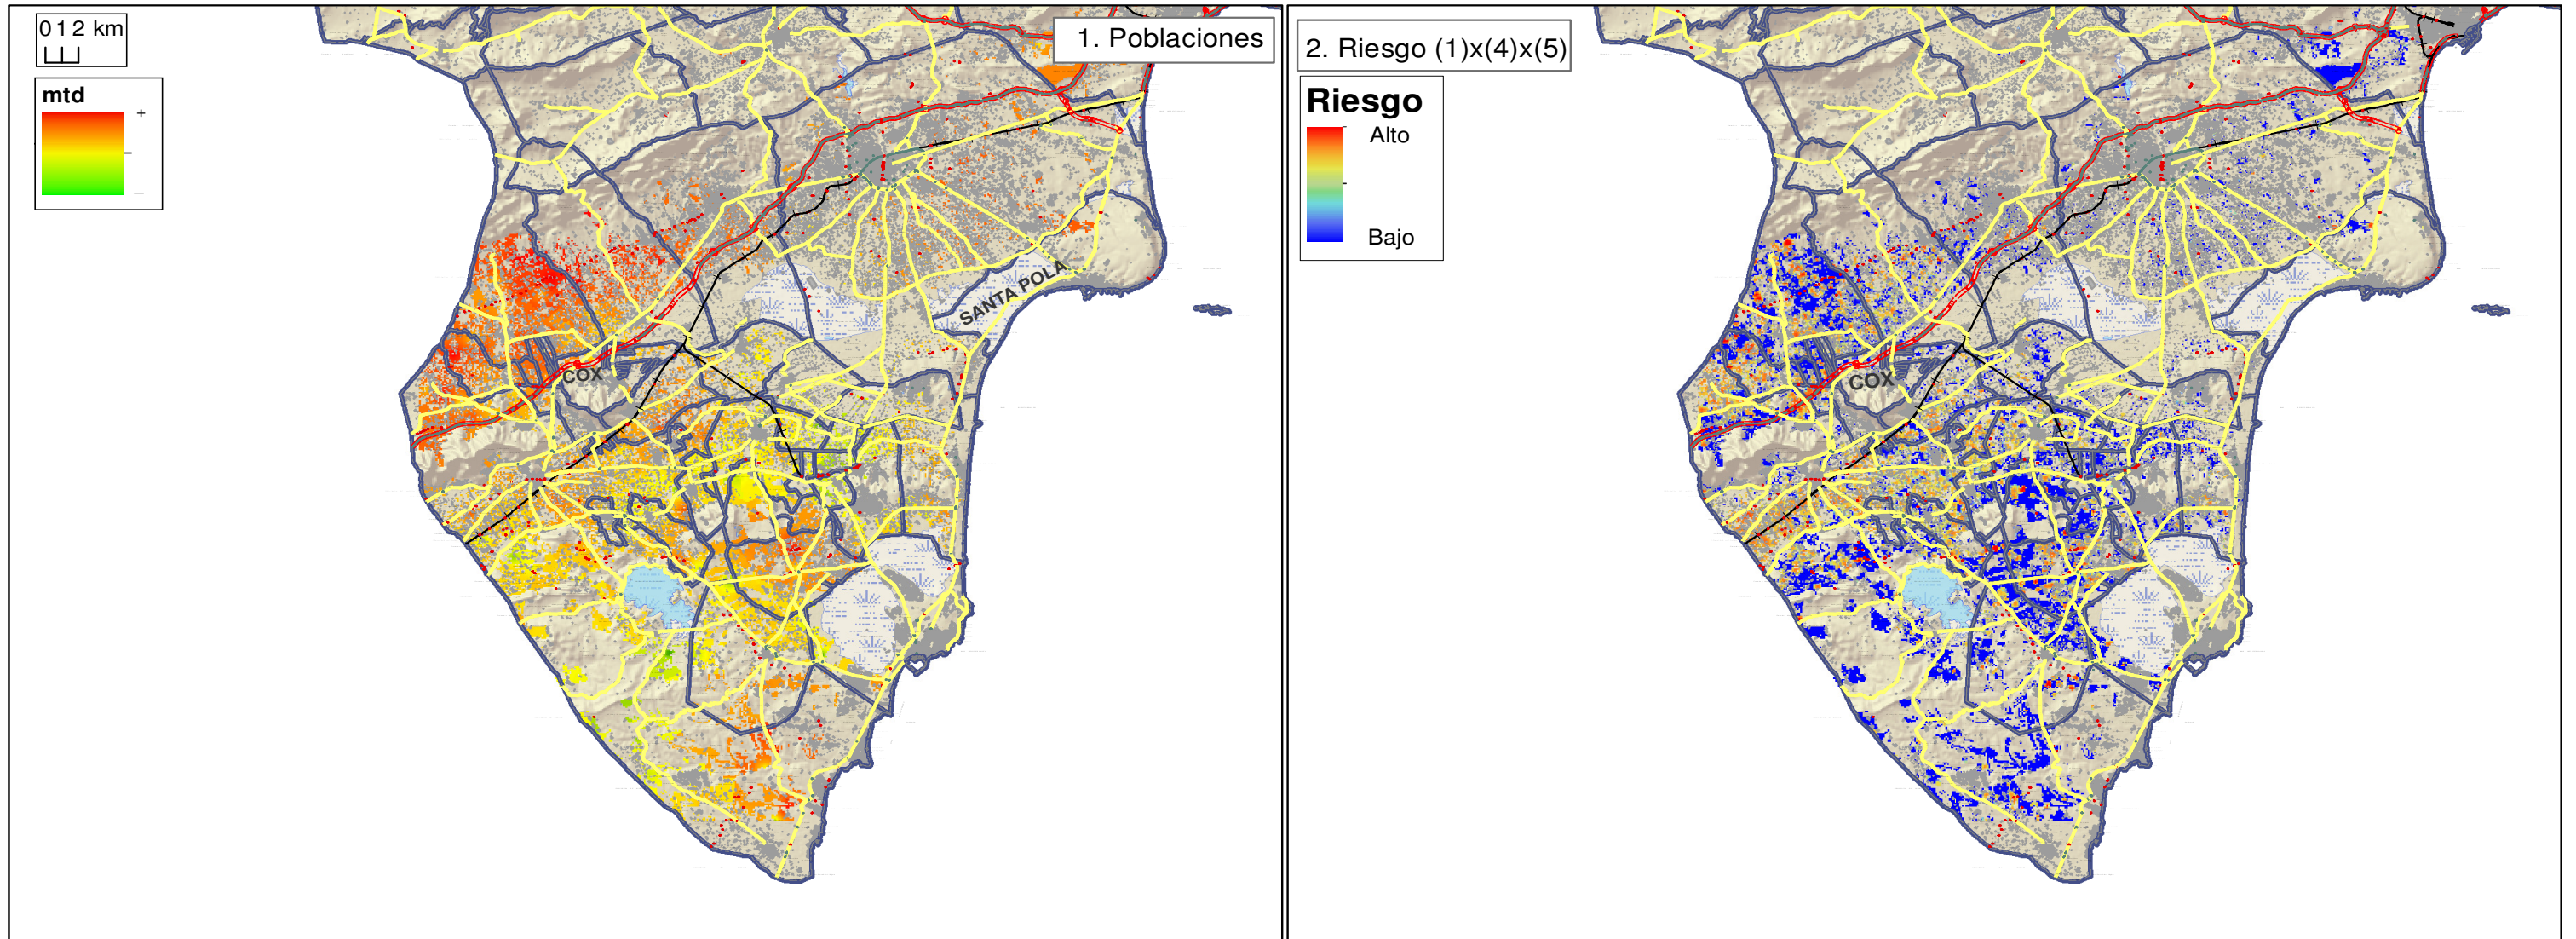 0 1 2 km
1. Poblaciones
mtd
+
–
SANTA POLA
COX
2. Riesgo (1)x(4)x(5)
Riesgo
Alto
Bajo
COX